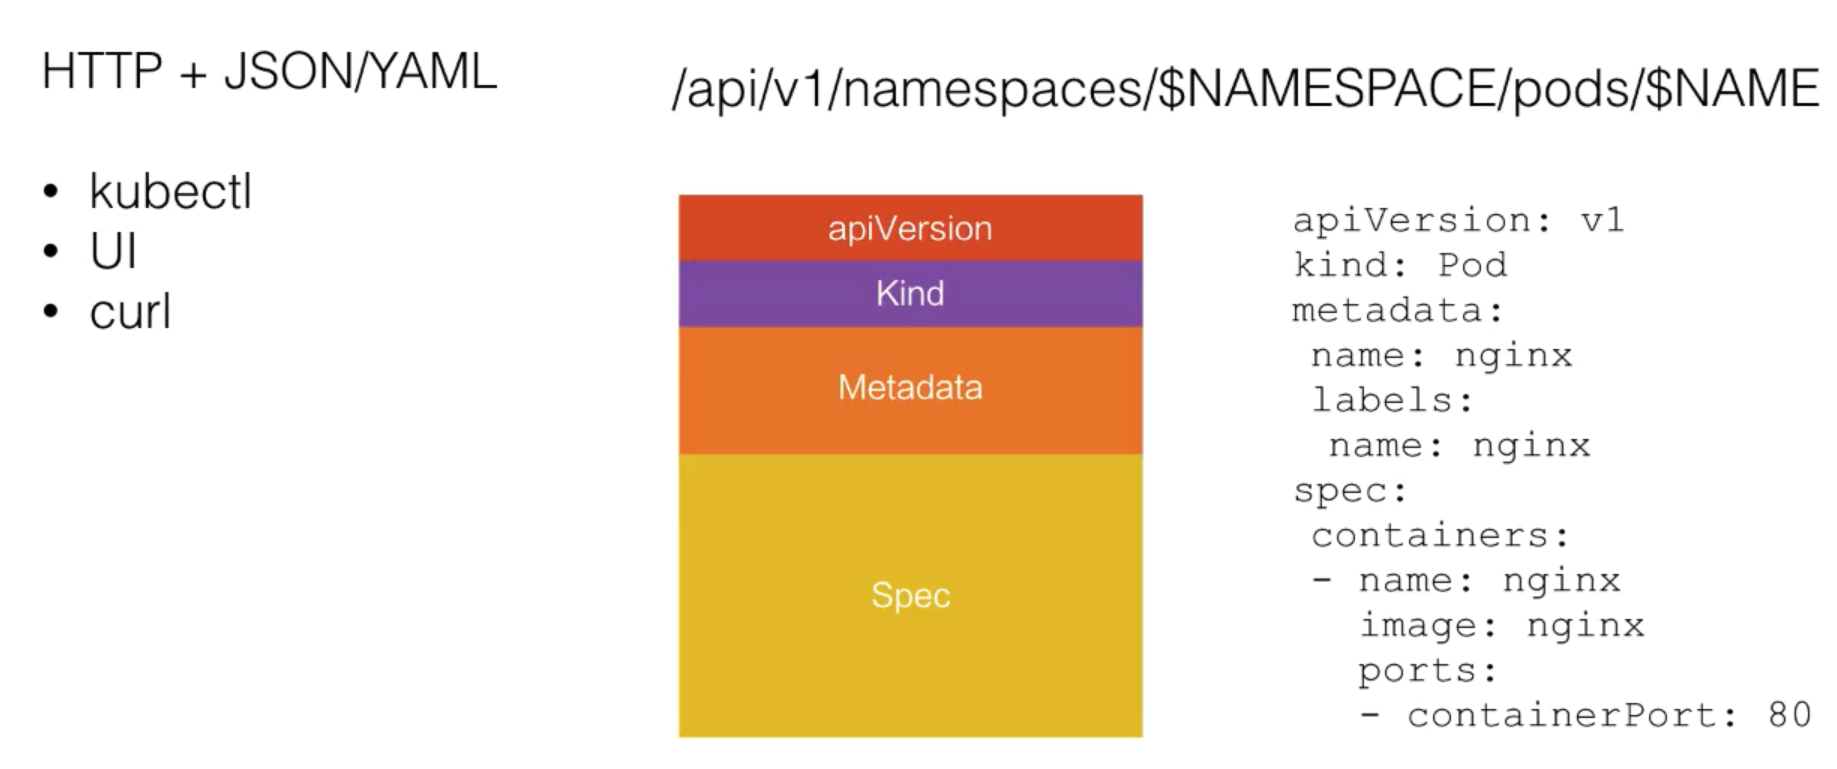 HTTP + JSON/YAML
• kubectl
• UI
• curl
/api/v1/namespaces/$NAMESPACE/pods/$NAME
apiVersion
Kind
Metadata
Spec
apiVersion: v1
kind: Pod
metadata:
 name: nginx
 labels:
  name: nginx
spec:
 containers:
 - name: nginx
   image: nginx
   ports:
   - containerPort: 80